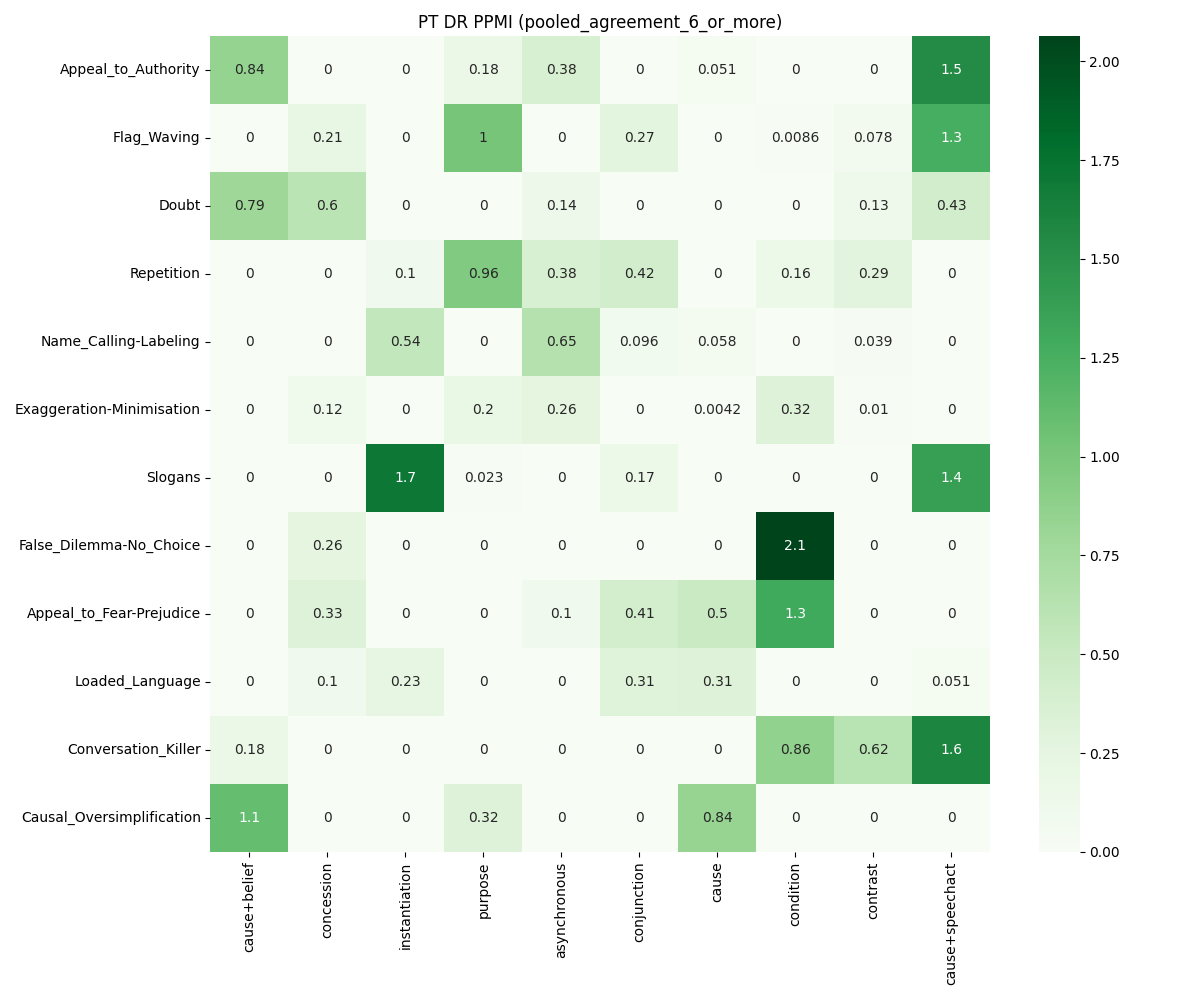 PT DR PPMI (pooled_agreement_6_or_more)
Appeal_to_Authority 0.84 0 0 0.18 0.38 0 0.051 0 0 1.5
Flag_Waving 0 0.21 0 1 0 0.27 0 0.0086 0.078 1.3
Doubt 0.79 0.6 0 0 0.14 0 0 0 0.13 0.43
Repetition 0 0 0.1 0.96 0.38 0.42 0 0.16 0.29 0
Name_Calling-Labeling 0 0 0.54 0 0.65 0.096 0.058 0 0.039 0
Exaggeration-Minimisation 0 0.12 0 0.2 0.26 0 0.0042 0.32 0.01 0
Slogans 0 0 1.7 0.023 0 0.17 0 0 0 1.4
False_Dilemma-No_Choice 0 0.26 0 0 0 0 0 2.1 0 0
Appeal_to_Fear-Prejudice 0 0.33 0 0 0.1 0.41 0.5 1.3 0 0
Loaded_Language 0 0.1 0.23 0 0 0.31 0.31 0 0 0.051
Conversation_Killer 0.18 0 0 0 0 0 0 0.86 0.62 1.6
Causal_Oversimplification 1.1 0 0 0.32 0 0 0.84 0 0 0
cause+belief
concession
instantiation
purpose
asynchronous
conjunction
cause
condition
contrast
cause+speechact
2.00
1.75
1.50
1.25
1.00
0.75
0.50
0.25
0.00